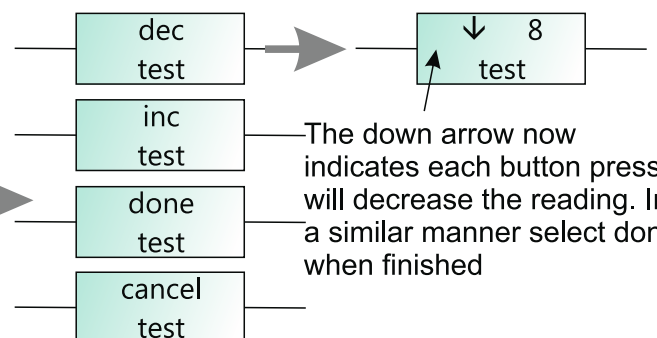 dec
test
↓ 8
test
inc
test
done
test
cancel
test
The down arrow now
indicates each button press
will decrease the reading. In
a similar manner select don
when finished